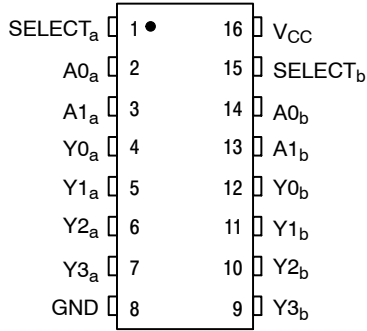 SELECTa 1 16 VCC
A0a 2 15 SELECTb
A1a 3 14 A0b
Y0a 4 13 A1b
Y1a 5 12 Y0b
Y2a 6 11 Y1b
Y3a 7 10 Y2b
GND 8 9 Y3b